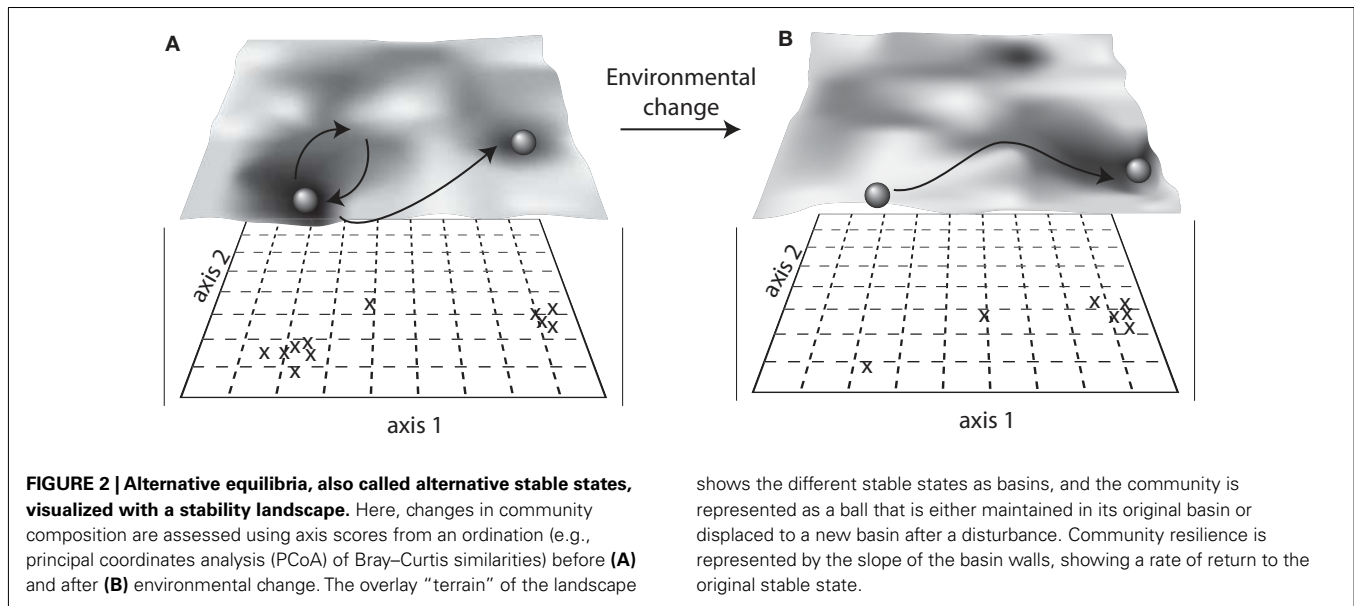 A
Environmental
change
B
axis 2
x
x
x
x
x
x
x
x
x
x
x
axis 1
axis 2
x
x
x
x
x
x
x
axis 1
FIGURE 2 | Alternative equilibria, also called alternative stable states,
visualized with a stability landscape. Here, changes in community
composition are assessed using axis scores from an ordination (e.g.,
principal coordinates analysis (PCoA) of Bray–Curtis similarities) before (A)
and after (B) environmental change. The overlay “terrain” of the landscape
shows the different stable states as basins, and the community is
represented as a ball that is either maintained in its original basin or
displaced to a new basin after a disturbance. Community resilience is
represented by the slope of the basin walls, showing a rate of return to the
original stable state.